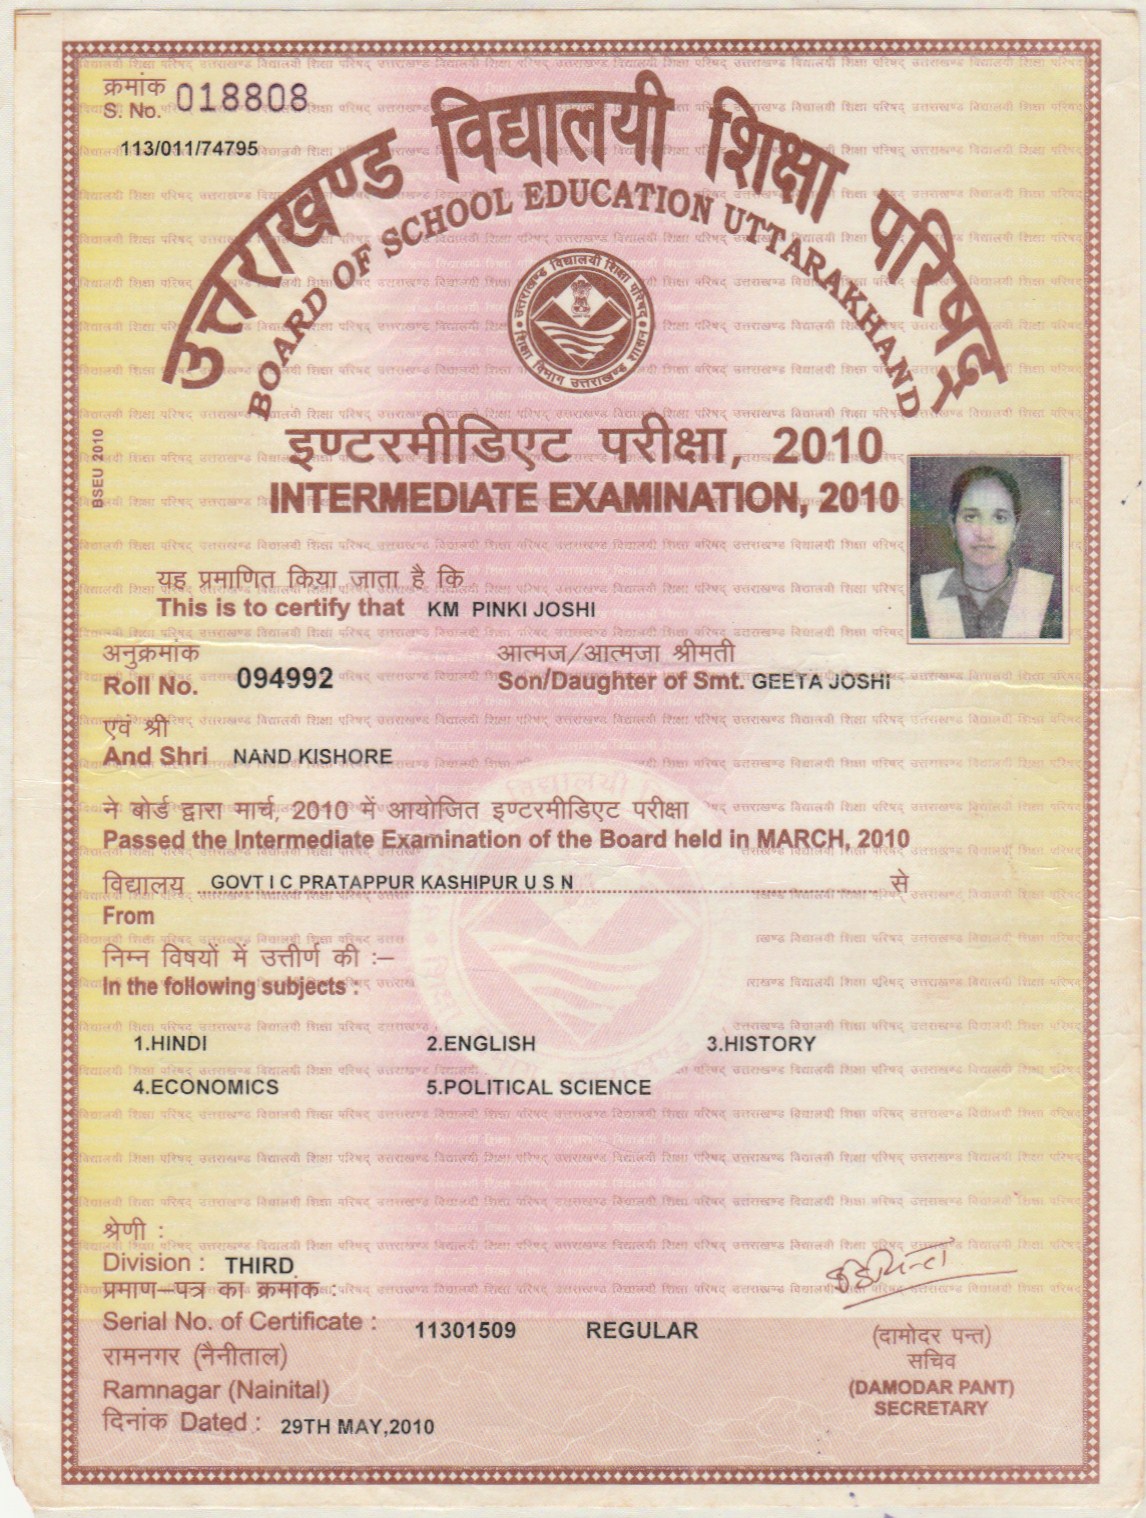 क्रमांक
S. No. 018808
113/011/74795
उत्तराखण्ड विद्यालयी शिक्षा परिषद्
BOARD OF SCHOOL EDUCATION UTTARAKHAND
उत्तराखण्ड विद्यालयी शिक्षा परिषद्
शिक्षा विभाग उत्तराखण्ड शासन
BSEU 2010
इण्टरमीडिएट परीक्षा, 2010
INTERMEDIATE EXAMINATION, 2010
यह प्रमाणित किया जाता है कि
This is to certify that KM PINKI JOSHI
अनुक्रमांक आत्मज/आत्मजा श्रीमती
Roll No. 094992 Son/Daughter of Smt. GEETA JOSHI
एवं श्री
And Shri NAND KISHORE
ने बोर्ड द्वारा मार्च, 2010 में आयोजित इण्टरमीडिएट परीक्षा
Passed the Intermediate Examination of the Board held in MARCH, 2010
विद्यालय GOVT I C PRATAPPUR KASHIPUR U S N से
From
निम्न विषयों में उत्तीर्ण की :–
In the following subjects :
1.HINDI 2.ENGLISH 3.HISTORY
4.ECONOMICS 5.POLITICAL SCIENCE
श्रेणी :
Division : THIRD
प्रमाण–पत्र का क्रमांक :
Serial No. of Certificate : 11301509 REGULAR
रामनगर (नैनीताल)
Ramnagar (Nainital)
दिनांक Dated : 29TH MAY,2010
(दामोदर पन्त)
सचिव
(DAMODAR PANT)
SECRETARY